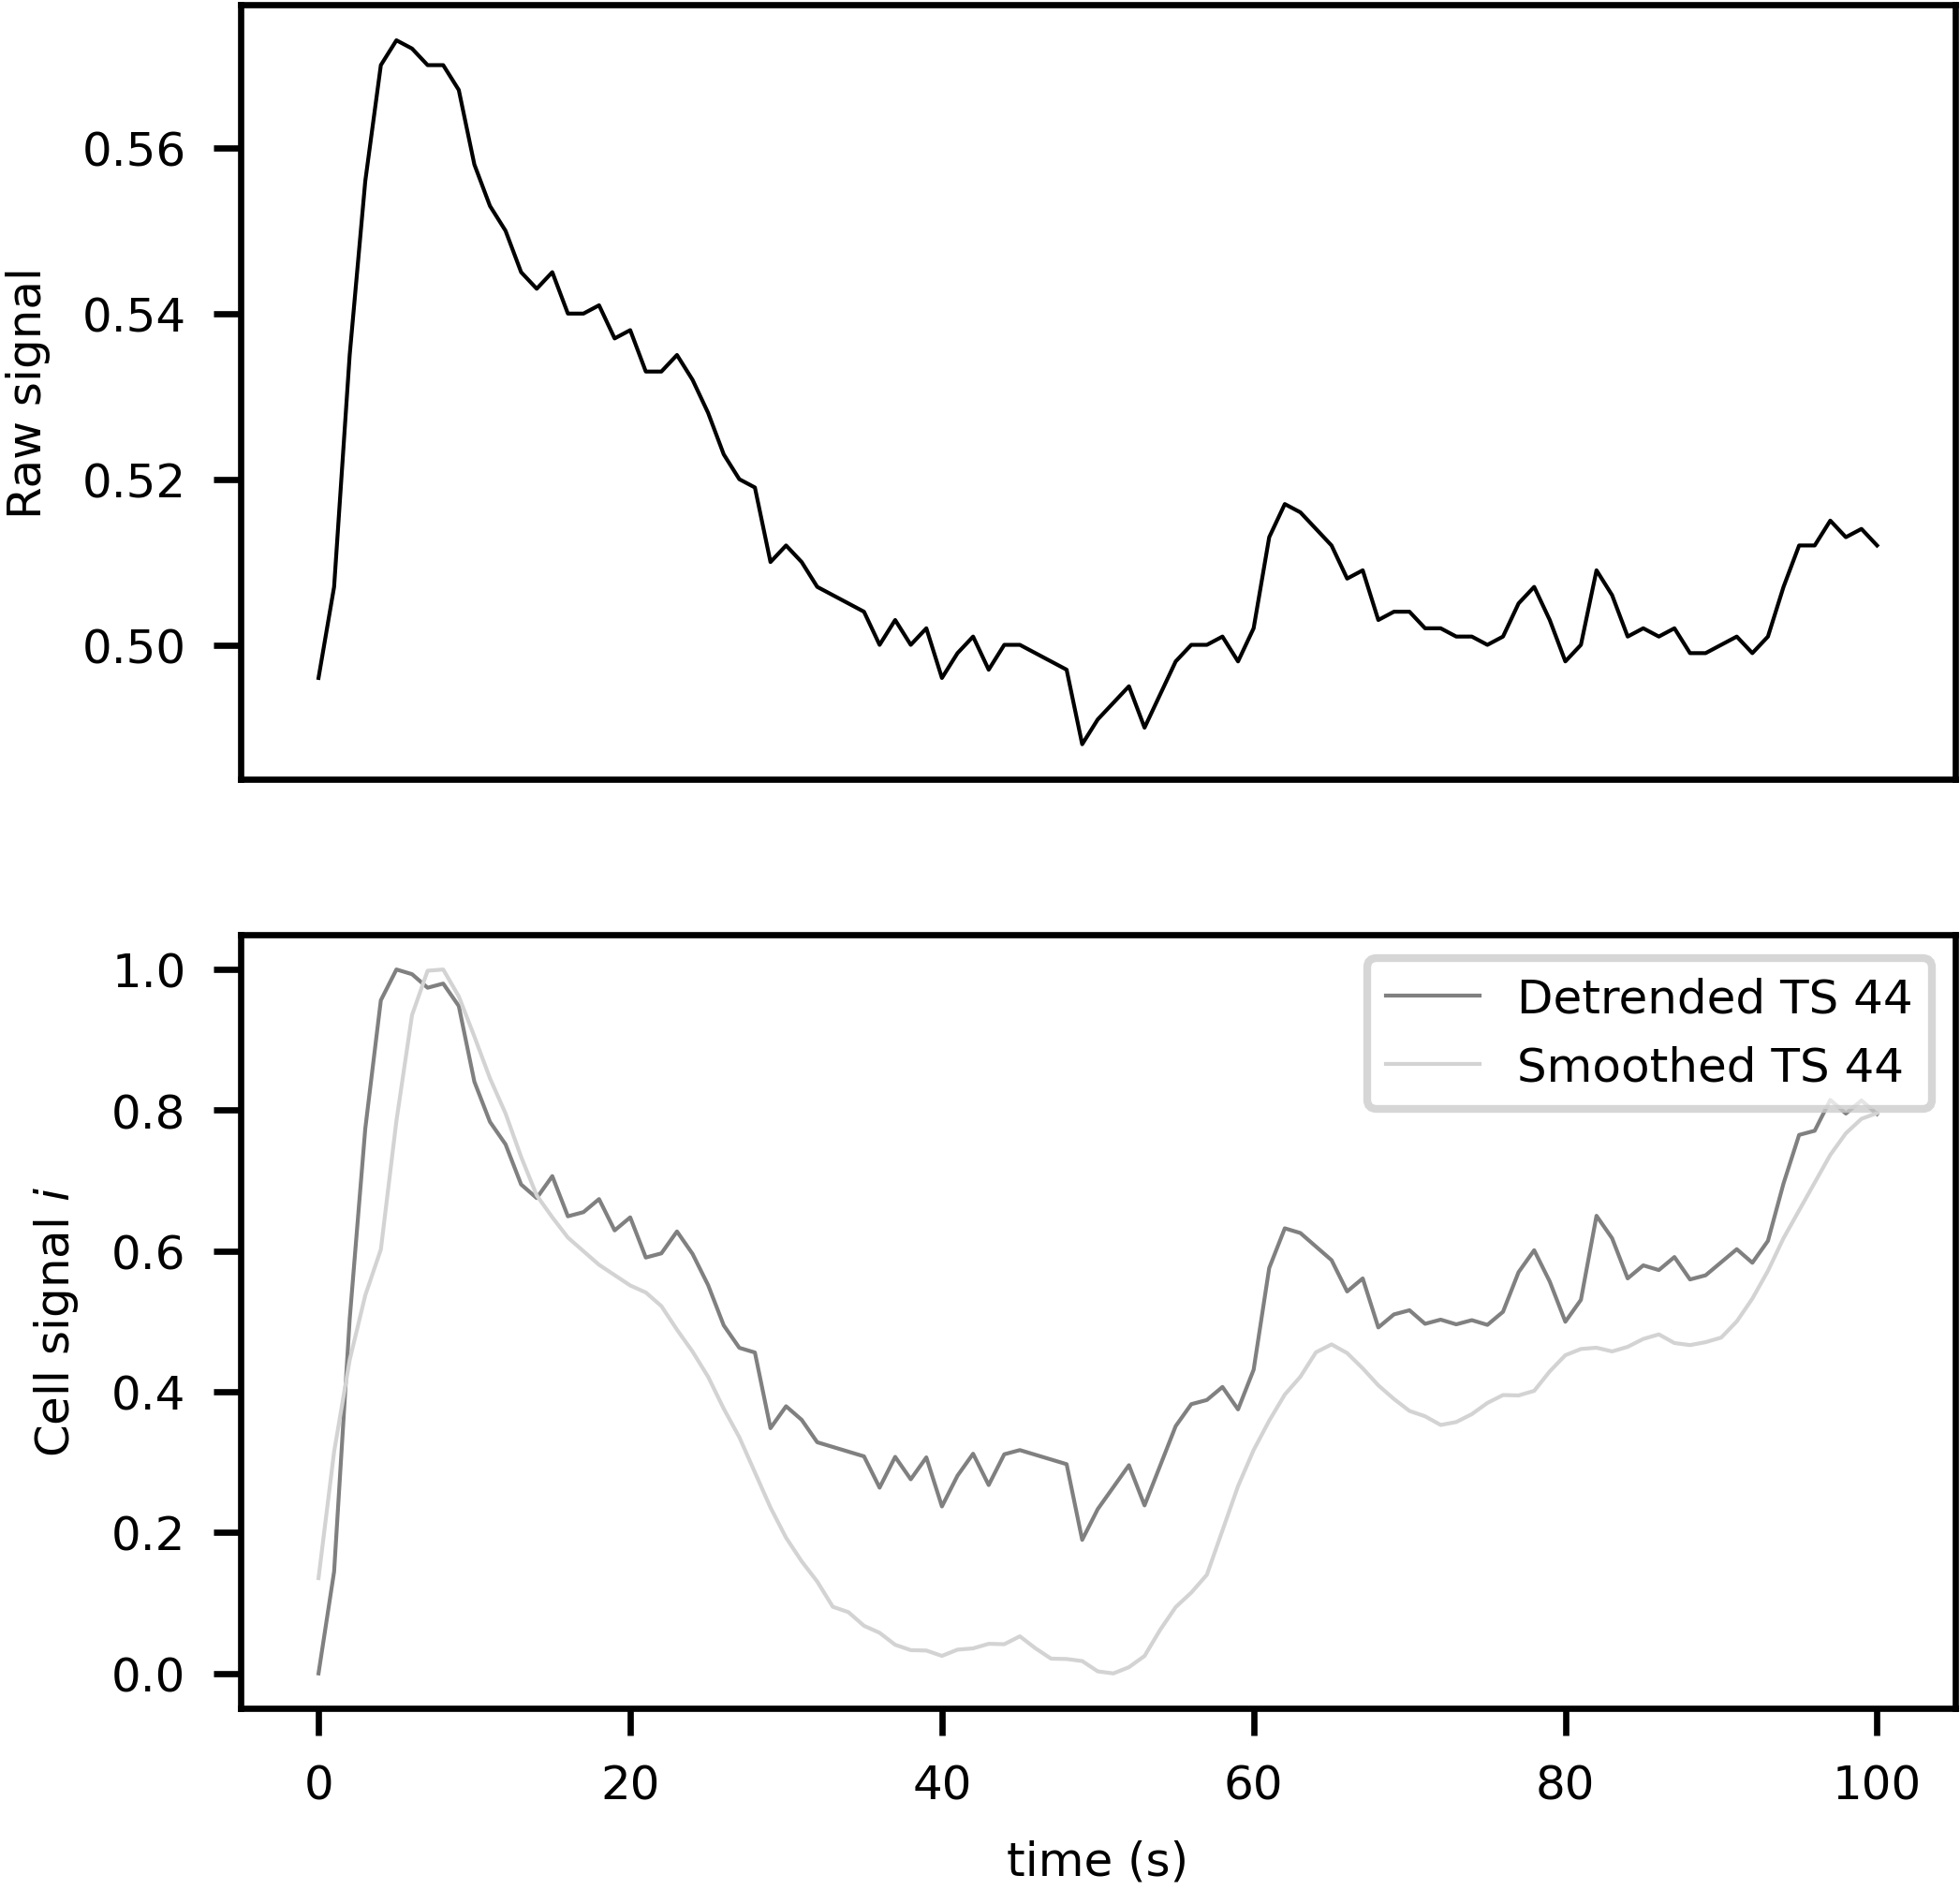 Raw signal
0.56
0.54
0.52
0.50
Cell signal i
1.0
0.8
0.6
0.4
0.2
0.0
Detrended TS 44
Smoothed TS 44
0 20 40 60 80 100
time (s)